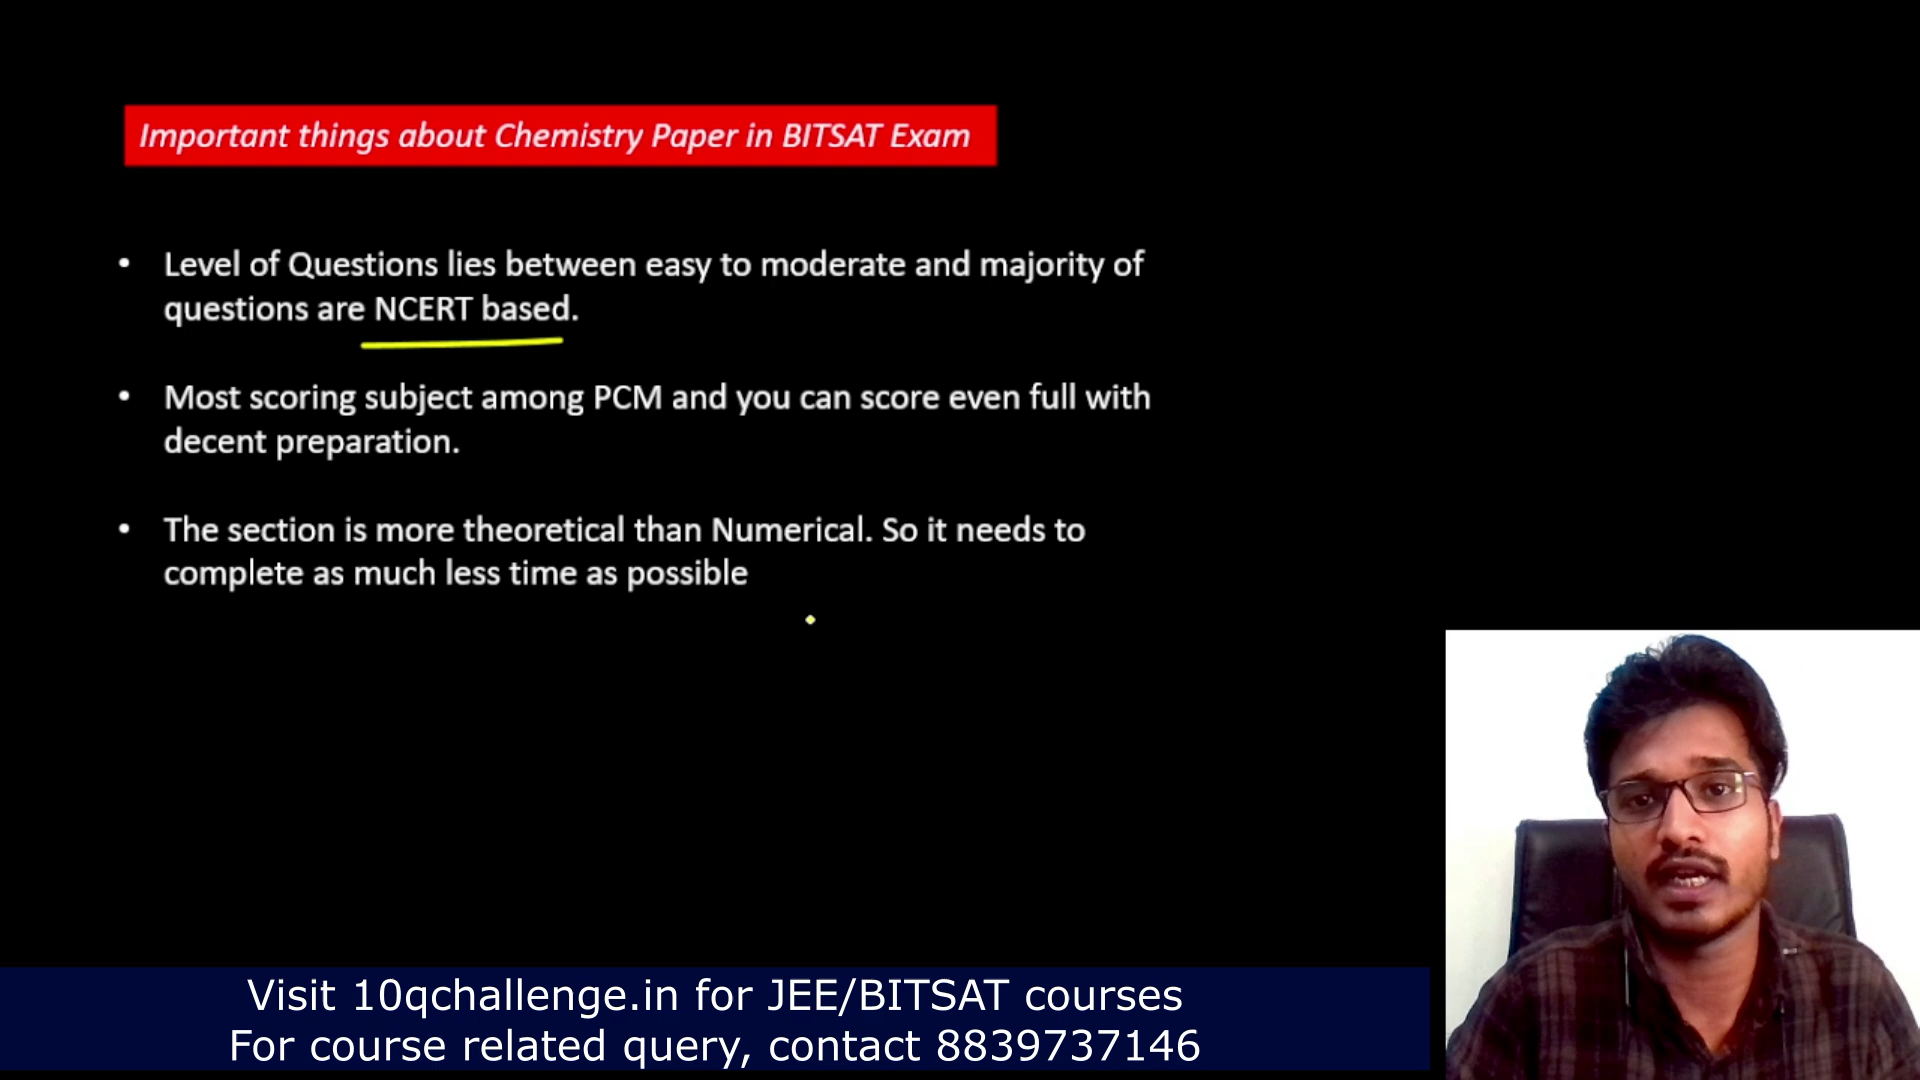 Important things about Chemistry Paper in BITSAT Exam
• Level of Questions lies between easy to moderate and majority of
questions are NCERT based.
• Most scoring subject among PCM and you can score even full with
decent preparation.
• The section is more theoretical than Numerical. So it needs to
complete as much less time as possible
Visit 10qchallenge.in for JEE/BITSAT courses
For course related query, contact 8839737146